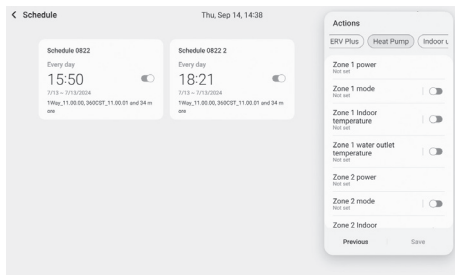 Schedule
Thu, Sep 14, 14:38
Schedule 0822
Every day
15:50
7/13 ~ 7/13/2024
1Way_11.00.00, 360CST_11.00.01 and 34 m
ore
Schedule 0822 2
Every day
18:21
7/13 ~ 7/13/2024
1Way_11.00.00, 360CST_11.00.01 and 34 m
ore
Actions
ERV Plus
Heat Pump
Indoor u
Zone 1 power
Not set
Zone 1 mode
Not set
Zone 1 Indoor
temperature
Not set
Zone 1 water outlet
temperature
Not set
Zone 2 power
Not set
Zone 2 mode
Not set
Zone 2 Indoor
Previous
Save